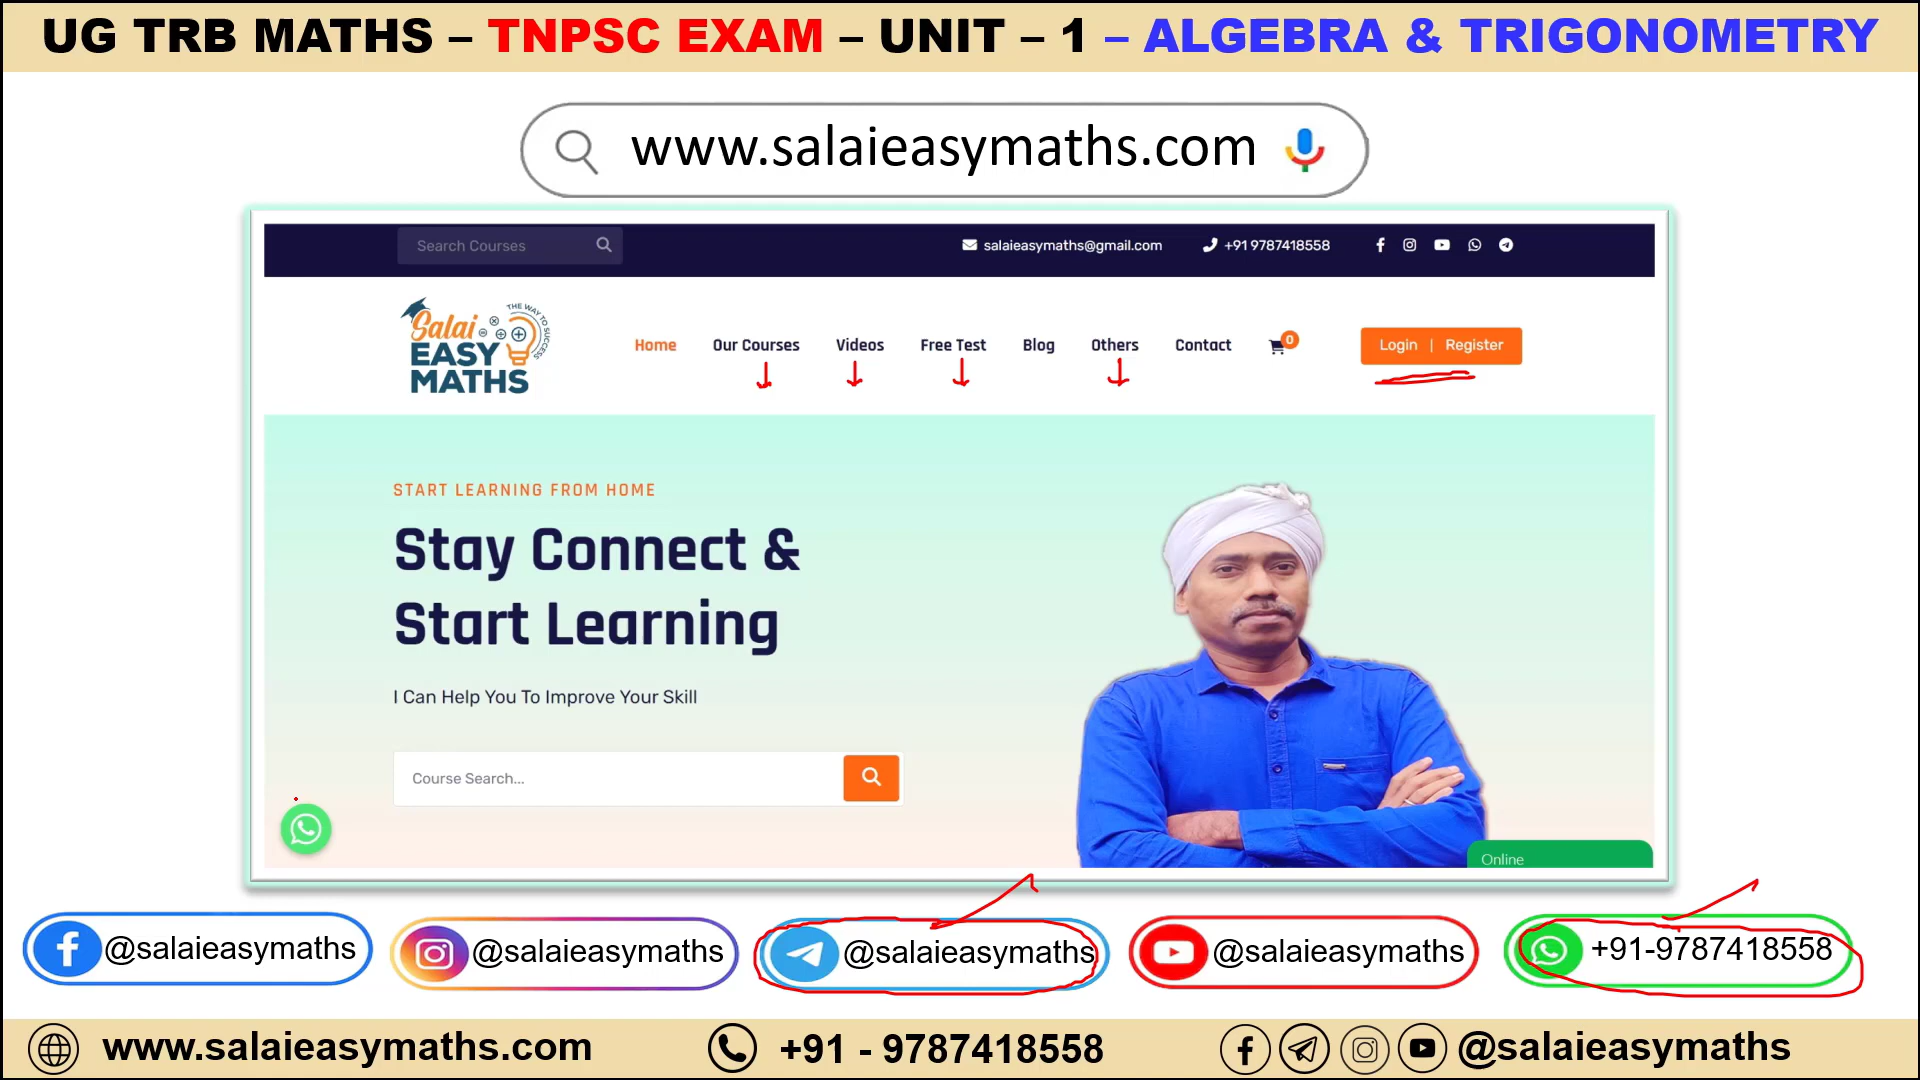 UG TRB MATHS – TNPSC EXAM – UNIT – 1 – ALGEBRA & TRIGONOMETRY
www.salaieasymaths.com
Search Courses
salaieasymaths@gmail.com
+91 9787418558
Salai
EASY
MATHS
THE WAY TO SUCCESS
Home
Our Courses
Videos
Free Test
Blog
Others
Contact
0
Login | Register
START LEARNING FROM HOME
Stay Connect &
Start Learning
I Can Help You To Improve Your Skill
Course Search...
Online
@salaieasymaths
@salaieasymaths
@salaieasymaths
@salaieasymaths
+91-9787418558
www.salaieasymaths.com
+91 - 9787418558
@salaieasymaths